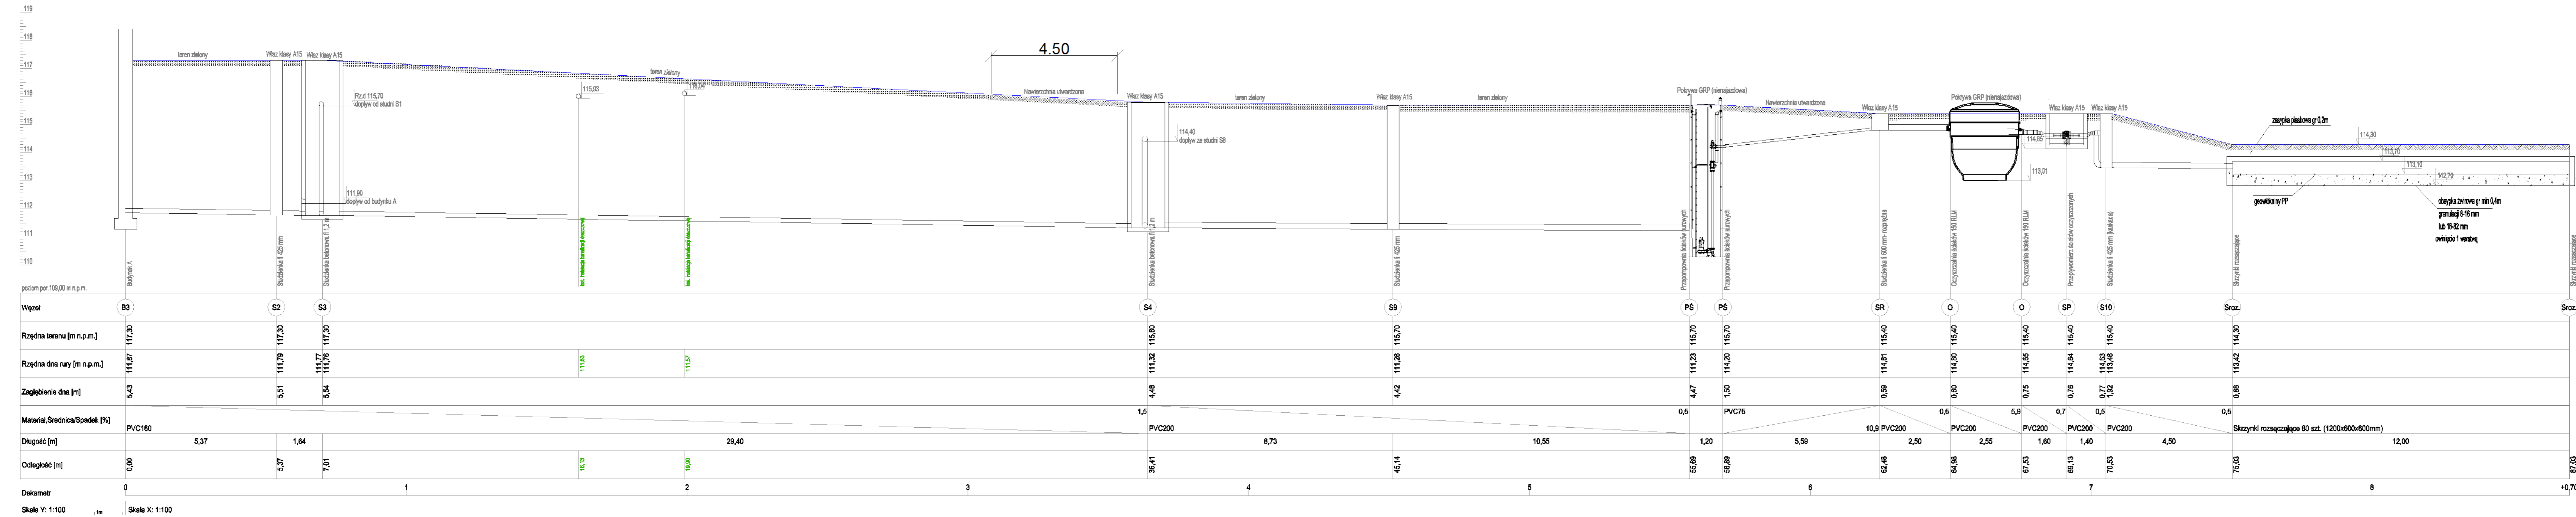 119
118
117
116
115
114
113
112
111
110
teren zielony
Właz klasy A15
Właz klasy A15
Rz.d 115,70
dopływ od studni S1
111,90
dopływ od budynku A
115,93
teren zielony
116,04
4.50
Nawierzchnia utwardzona
Właz klasy A15
114,40
dopływ ze studni S8
teren zielony
Właz klasy A15
teren zielony
Pokrywa GRP (nienajazdowa)
Nawierzchnia utwardzona
Właz klasy A15
Pokrywa GRP (nienajazdowa)
114,65
113,01
Właz klasy A15
Właz klasy A15
zasypka piaskowa gr 0,2m
114,30
113,10
113,10
geowłókniny PP
obsypka żwirowa gr min 0,4m
granulacji 8-16 mm
lub 16-32 mm
owinięcie 1 warstwą
Budynek A
Studzienka fi 425 mm
Studzienka betonowa fi 1,2 m
Studzienka betonowa fi 1,2 m
Studzienka fi 425 mm
Przepompownia ścieków surowych
Przepompownia ścieków surowych
Studzienka fi 600 mm- rozprężna
Oczyszczalnia ścieków 150 RLM
Oczyszczalnia ścieków 150 RLM
Przepływomierz ścieków oczyszczonych
Studzienka fi 425 mm (kaskada)
Skrzynki rozsączające
Skrzynki rozsączające
poziom por.:109,00 m n.p.m.
Węzeł B3 S2 S3 S4 S9 PŚ PŚ SR O O SP S10 Sroz. Sroz.
Rzędna terenu [m n.p.m.] 117,30 117,30 117,30 115,80 115,70 115,70 115,70 115,40 115,40 115,40 115,40 115,40 114,30
Rzędna dna rury [m n.p.m.] 111,87 111,79 111,77 111,76 111,63 111,57 111,32 111,28 111,23 114,20 114,81 114,80 114,65 114,64 114,63 113,48 113,42
Zagłębienie dna [m] 5,43 5,51 5,54 4,48 4,42 4,47 1,50 0,59 0,60 0,75 0,76 0,77 1,92 0,88
Materiał,Średnica/Spadek [%] PVC160 1,5 PVC200 0,5 PVC75 10,9 PVC200 0,5 PVC200 5,9 PVC200 0,7 PVC200 0,5 PVC200 0,5 Skrzynki rozsączające 80 szt. (1200x600x600mm)
Długość [m] 5,37 1,64 29,40 8,73 10,55 1,20 5,59 2,50 2,55 1,60 1,40 4,50 12,00
Odległość [m] 0,00 5,37 7,01 16,13 19,90 36,41 45,14 55,69 56,89 62,48 64,98 67,53 69,13 70,53 75,03 87,03
Dekametr 0 1 2 3 4 5 6 7 8 +0,70
Skala Y: 1:100 1m Skala X: 1:100